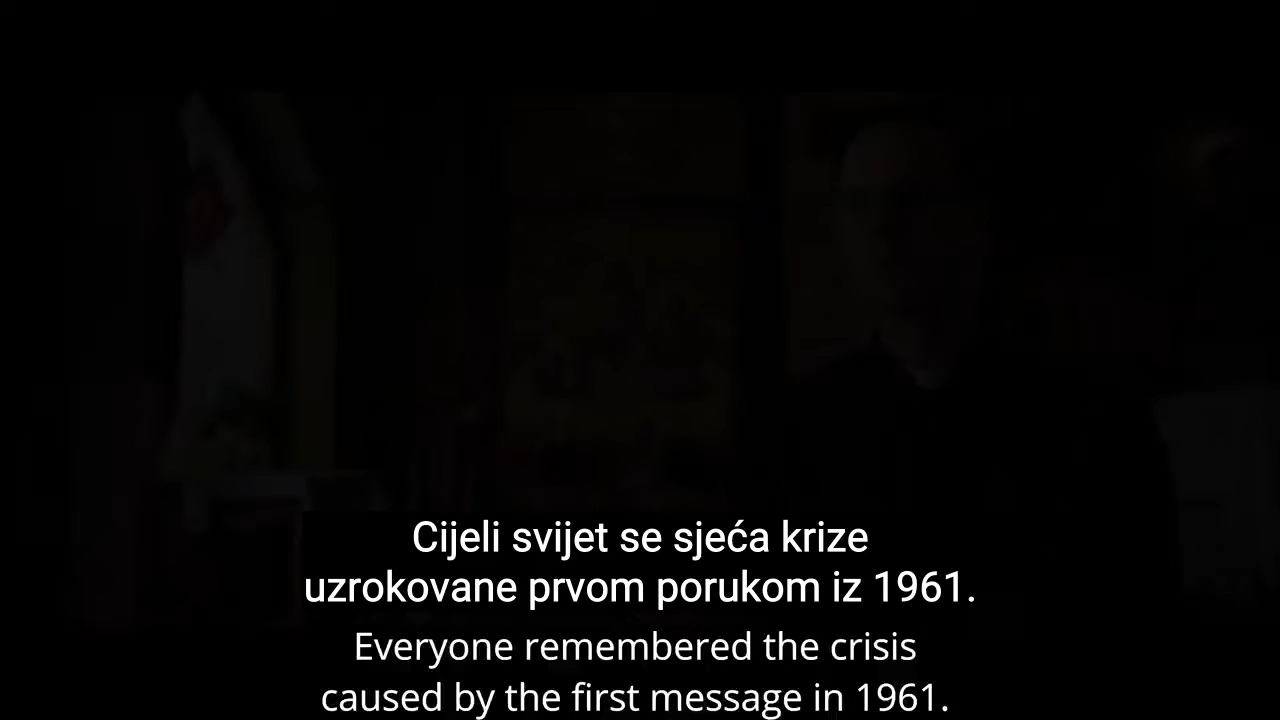 Cijeli svijet se sjeća krize
uzrokovane prvom porukom iz 1961.
Everyone remembered the crisis
caused by the first message in 1961.